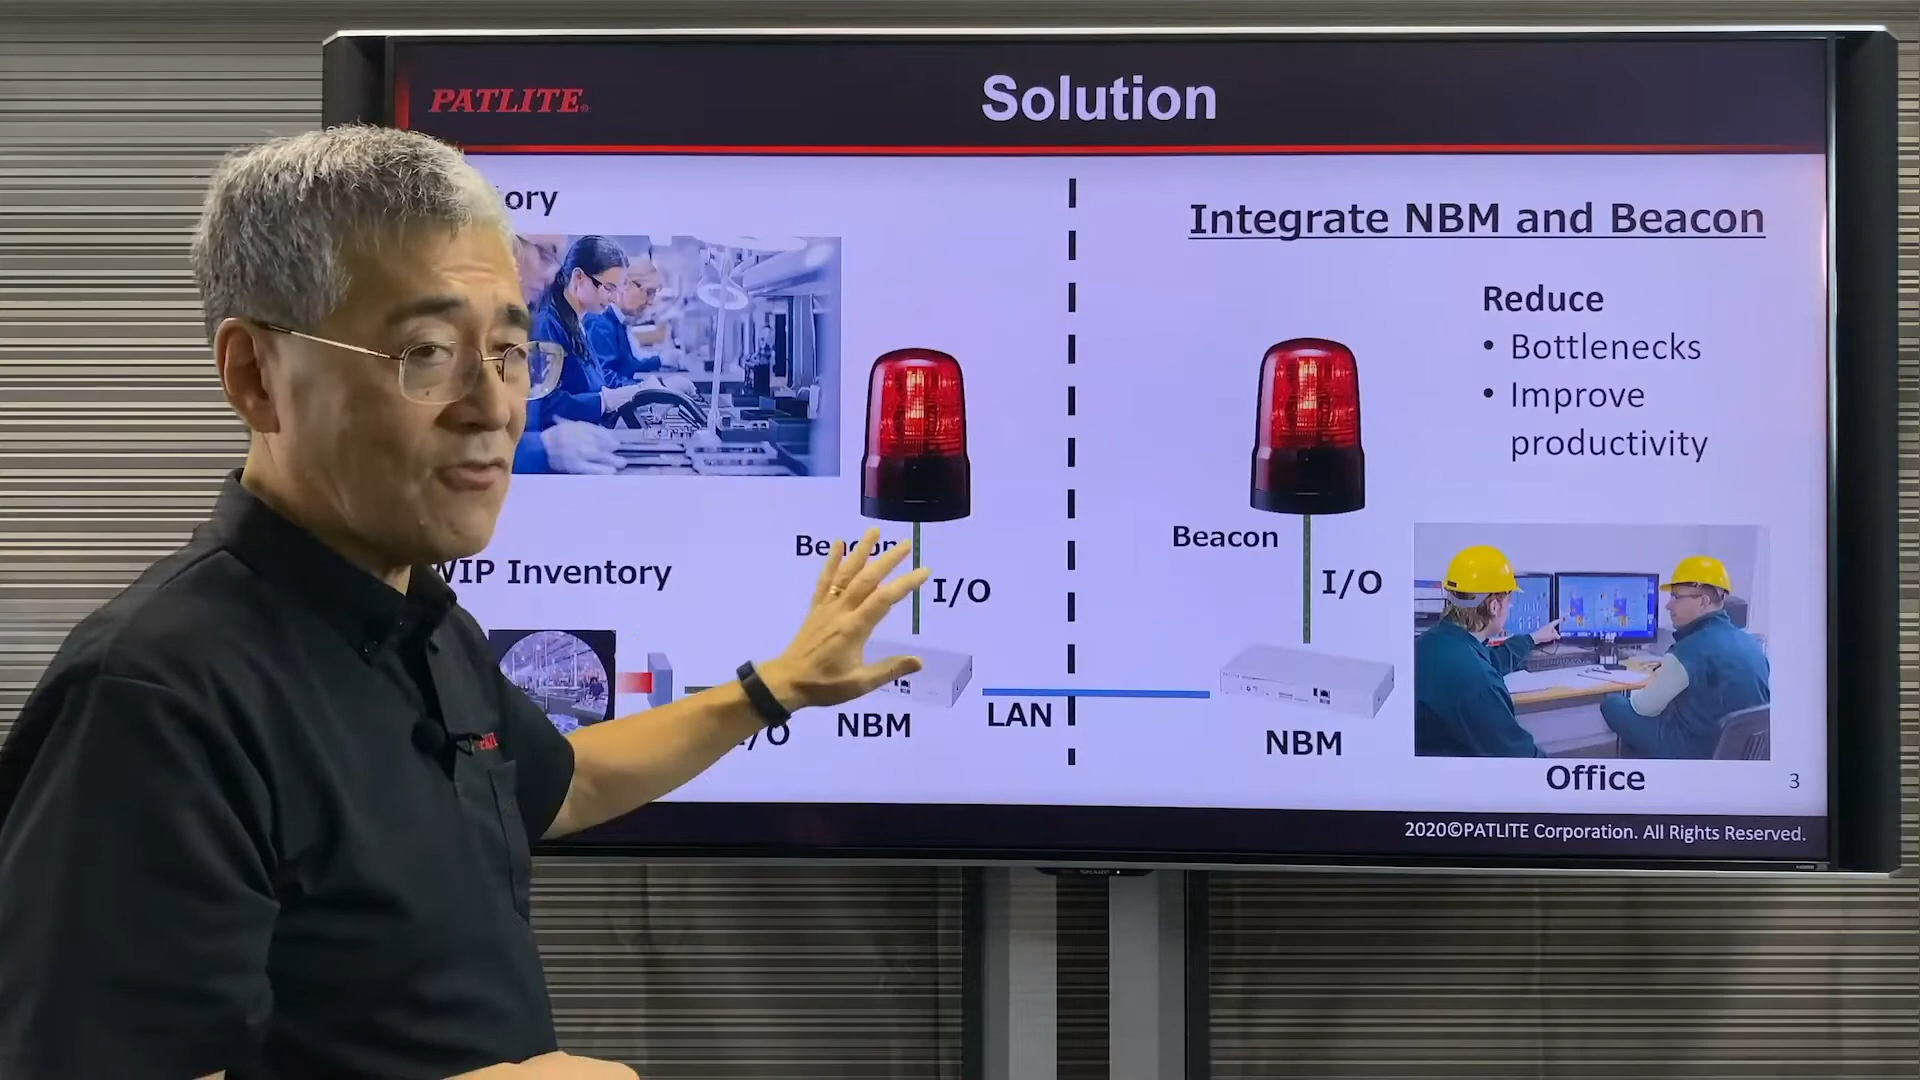 PATLITE®
Solution
ory
Integrate NBM and Beacon
Reduce
• Bottlenecks
• Improve
productivity
Beacon
I/O
WIP Inventory
I/O
NBM
LAN
Beacon
I/O
NBM
Office
3
2020©PATLITE Corporation. All Rights Reserved.